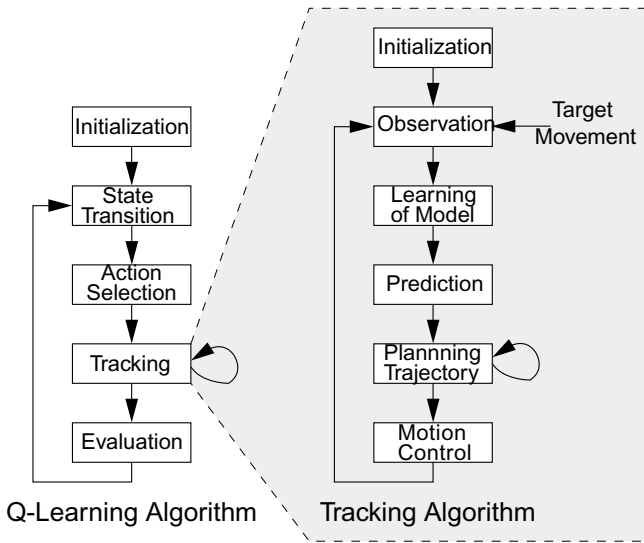 Initialization
State
Transition
Action
Selection
Tracking
Evaluation
Q-Learning Algorithm
Initialization
Observation
Target
Movement
Learning
of Model
Prediction
Plannning
Trajectory
Motion
Control
Tracking Algorithm